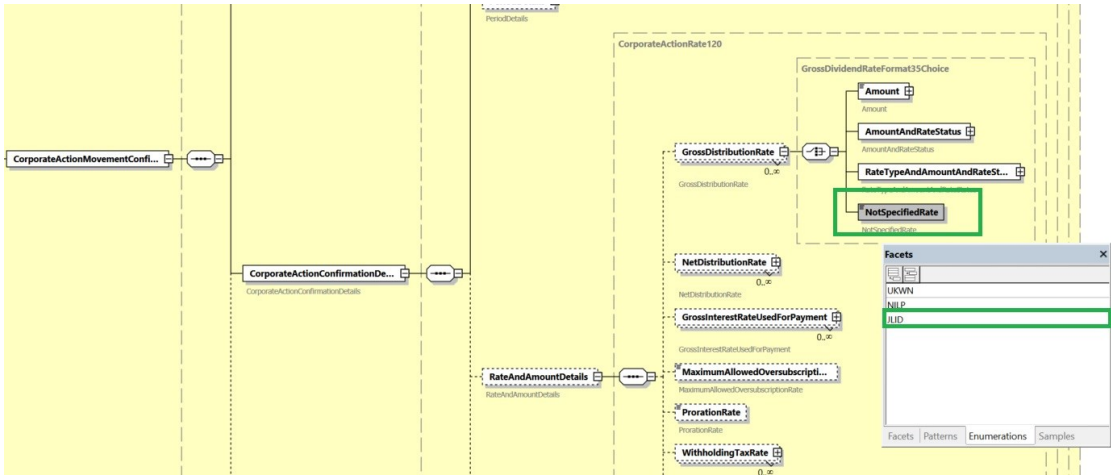 PeriodDetails
CorporateActionRate120
GrossDividendRateFormat35Choice
Amount
Amount
AmountAndRateStatus
AmountAndRateStatus
CorporateActionMovementConfi...
GrossDistributionRate
0..∞
GrossDistributionRate
RateTypeAndAmountAndRateSt...
NotSpecifiedRate
NotSpecifiedRate
CorporateActionConfirmationDe...
CorporateActionConfirmationDetails
NetDistributionRate
0..∞
NetDistributionRate
GrossInterestRateUsedForPayment
0..∞
GrossInterestRateUsedForPayment
RateAndAmountDetails
RateAndAmountDetails
MaximumAllowedOversubscripti...
MaximumAllowedOversubscriptionRate
ProrationRate
ProrationRate
WithholdingTaxRate
0..∞
Facets
UKWN
NILP
JLID
Facets Patterns Enumerations Samples